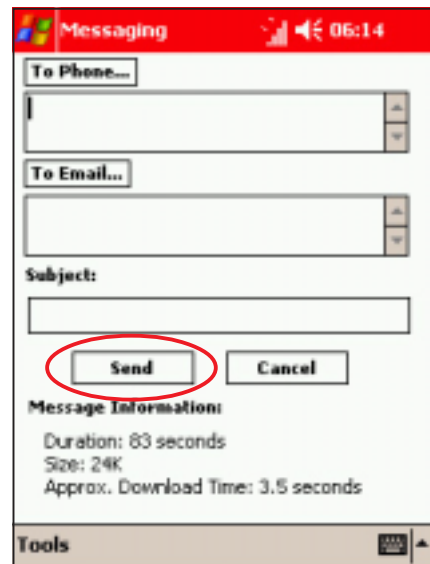 Messaging 06:14
To Phone...
To Email...
Subject:
Send Cancel
Message Information:
Duration: 83 seconds
Size: 24K
Approx. Download Time: 3.5 seconds
Tools